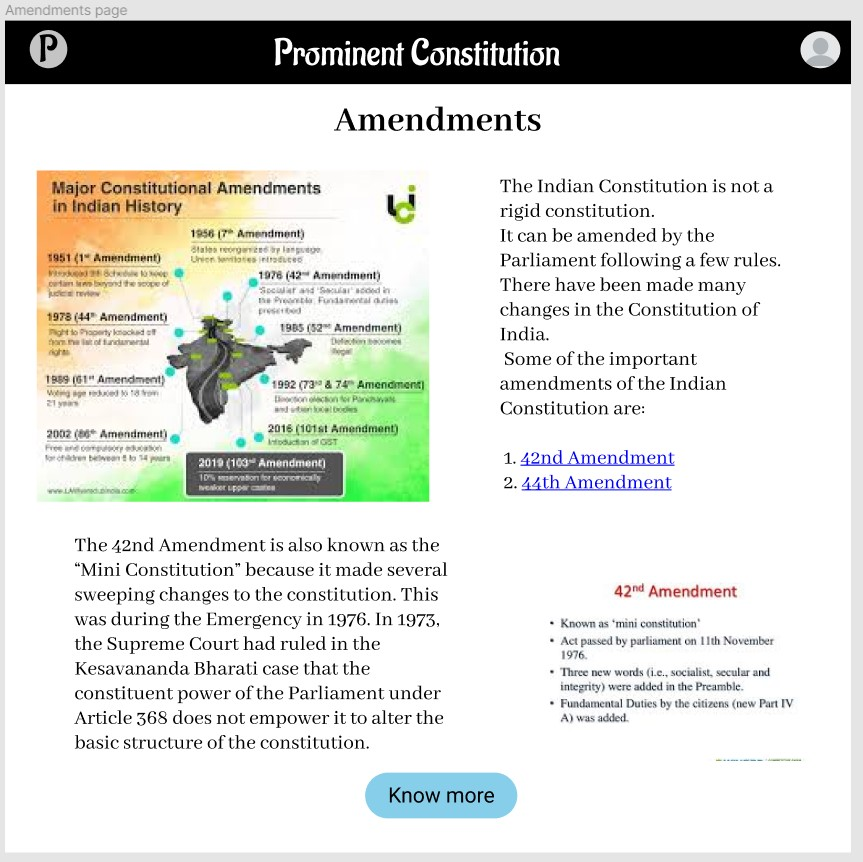 Amendments page
P
Prominent Constitution
Amendments
Major Constitutional Amendments
in Indian History
1956 (7th Amendment)
States reorganized by language,
Union territories introduced
1951 (1st Amendment)
Introduced 9th Schedule to keep
certain laws beyond the scope of
judicial review
1976 (42nd Amendment)
'Socialist' and 'Secular' added in
the Preamble, Fundamental duties
prescribed
1978 (44th Amendment)
Right to Property knocked off
from the list of fundamental
rights
1985 (52nd Amendment)
Defection becomes
illegal
1989 (61st Amendment)
Voting age reduced to 18 from
21 years
1992 (73rd & 74th Amendment)
Direction election for Panchayats
and urban local bodies
2002 (86th Amendment)
Free and compulsory education
for children between 6 to 14 years
2016 (101st Amendment)
Intoduction of GST
2019 (103rd Amendment)
10% reservation for economically
weaker upper castes
The Indian Constitution is not a
rigid constitution.
It can be amended by the
Parliament following a few rules.
There have been made many
changes in the Constitution of
India.
Some of the important
amendments of the Indian
Constitution are:
1. 42nd Amendment
2. 44th Amendment
The 42nd Amendment is also known as the
“Mini Constitution” because it made several
sweeping changes to the constitution. This
was during the Emergency in 1976. In 1973,
the Supreme Court had ruled in the
Kesavananda Bharati case that the
constituent power of the Parliament under
Article 368 does not empower it to alter the
basic structure of the constitution.
42nd Amendment
• Known as ‘mini constitution’
• Act passed by parliament on 11th November
1976.
• Three new words (i.e., socialist, secular and
integrity) were added in the Preamble.
• Fundamental Duties by the citizens (new Part IV
A) was added.
Know more